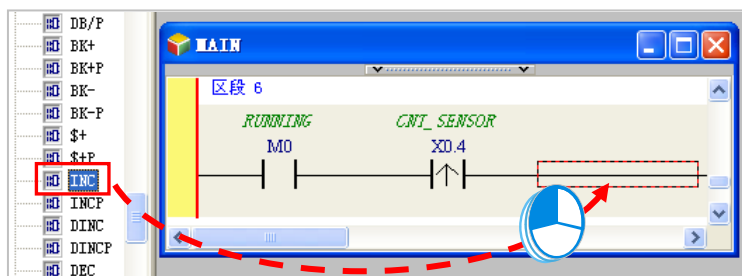 DB/P
BK+
BK+P
BK-
BK-P
$+
$+P
INC
INCP
DINC
DINCP
DEC
MAIN
区段 6
RUNNING
CNT_SENSOR
M0
X0.4